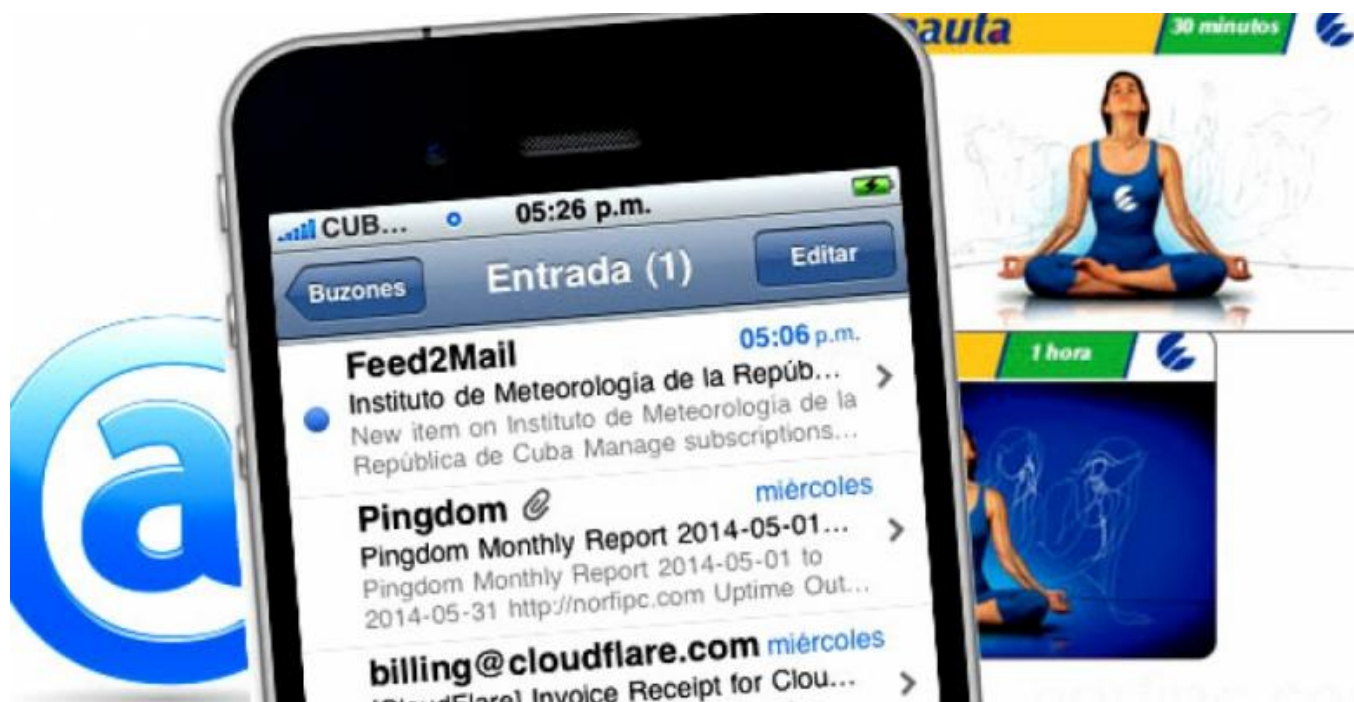 nauta
30 minutos
CUB...
05:26 p.m.
Buzones
Entrada (1)
Editar
Feed2Mail
05:06 p.m.
Instituto de Meteorología de la Repúb...
New item on Instituto de Meteorología de la
República de Cuba Manage subscriptions...
Pingdom
miércoles
Pingdom Monthly Report 2014-05-01...
Pingdom Monthly Report 2014-05-01 to
2014-05-31 http://norfipc.com Uptime Out...
billing@cloudflare.com
miércoles
[CloudFlare] Invoice Receipt for Clou...
1 hora
@